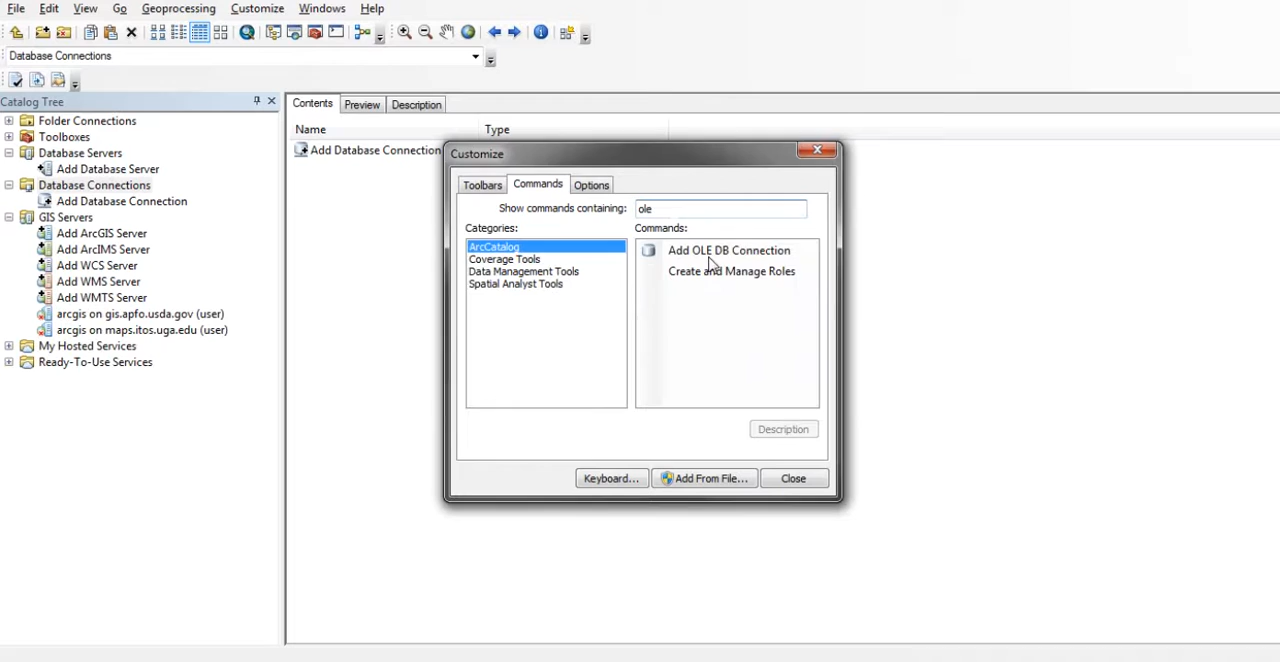 File Edit View Go Geoprocessing Customize Windows Help
Database Connections
Catalog Tree
Folder Connections
Toolboxes
Database Servers
Add Database Server
Database Connections
Add Database Connection
GIS Servers
Add ArcGIS Server
Add ArcIMS Server
Add WCS Server
Add WMS Server
Add WMTS Server
arcgis on gis.apfo.usda.gov (user)
arcgis on maps.itos.uga.edu (user)
My Hosted Services
Ready-To-Use Services
Contents Preview Description
Name Type
Add Database Connection
Customize
Toolbars Commands Options
Show commands containing: ole
Categories: Commands:
ArcCatalog
Coverage Tools
Data Management Tools
Spatial Analyst Tools
Add OLE DB Connection
Create and Manage Roles
Description
Keyboard... Add From File... Close